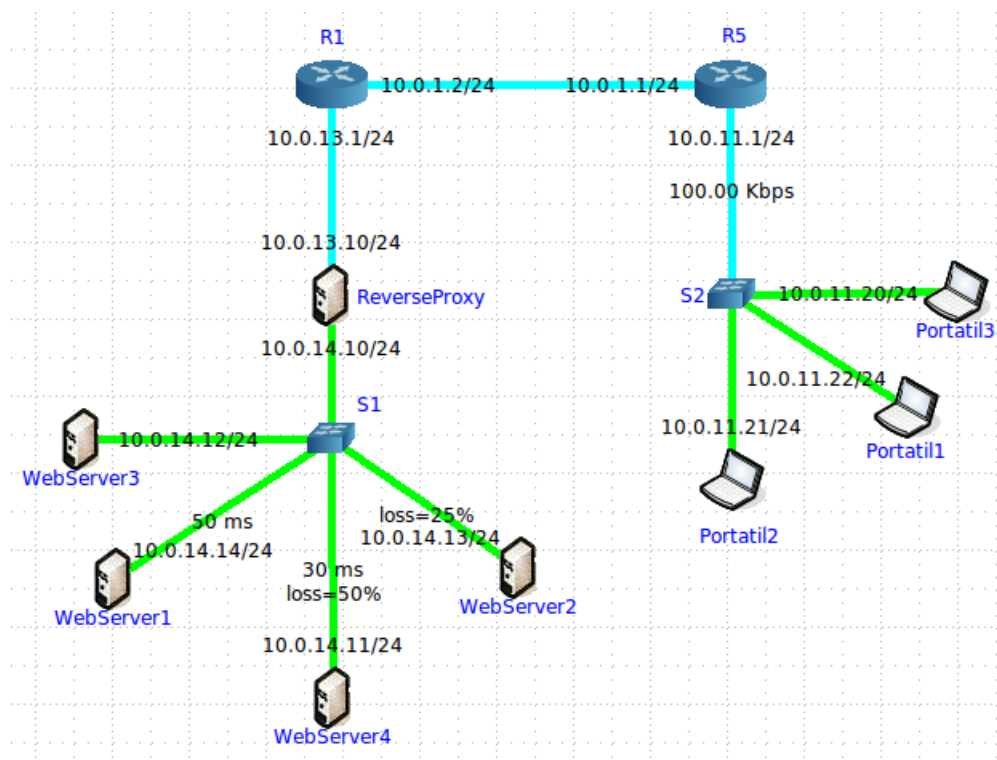 R1
R5
10.0.1.2/24
10.0.1.1/24
10.0.13.1/24
10.0.11.1/24
100.00 Kbps
10.0.13.10/24
ReverseProxy
S2
10.0.11.20/24
Portatil3
10.0.14.10/24
10.0.11.22/24
S1
10.0.11.21/24
Portatil1
10.0.14.12/24
WebServer3
50 ms
10.0.14.14/24
loss=25%
10.0.14.13/24
Portatil2
30 ms
loss=50%
WebServer1
WebServer2
10.0.14.11/24
WebServer4